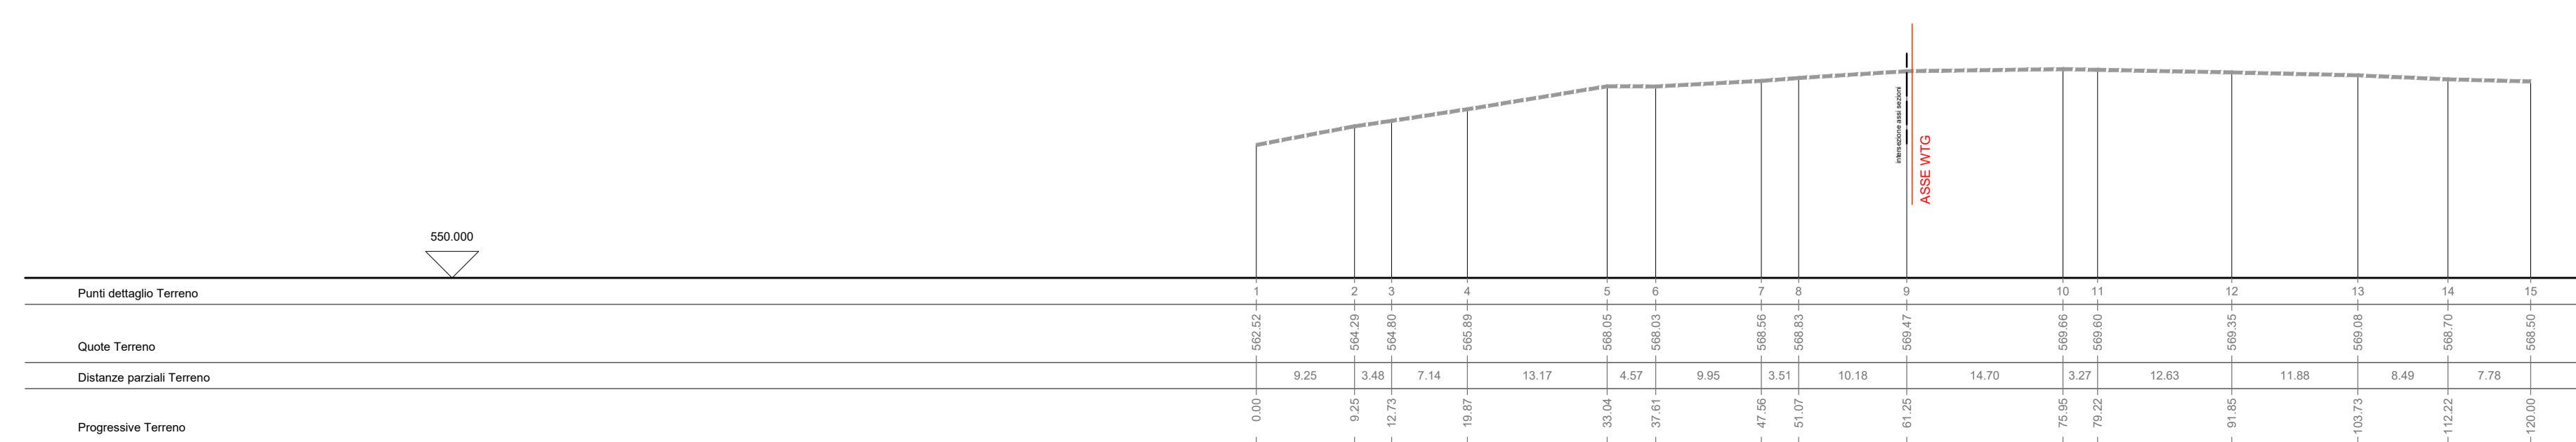 intersezione assi sezioni
ASSE WTG
550.000
Punti dettaglio Terreno 1 2 3 4 5 6 7 8 9 10 11 12 13 14 15
Quote Terreno 562.52 564.29 564.80 565.89 568.05 568.03 568.56 568.83 569.47 569.66 569.60 569.35 569.08 568.70 568.50
Distanze parziali Terreno 9.25 3.48 7.14 13.17 4.57 9.95 3.51 10.18 14.70 3.27 12.63 11.88 8.49 7.78
Progressive Terreno 0.00 9.25 12.73 19.87 33.04 37.61 47.56 51.07 61.25 75.95 79.22 91.85 103.73 112.22 120.00